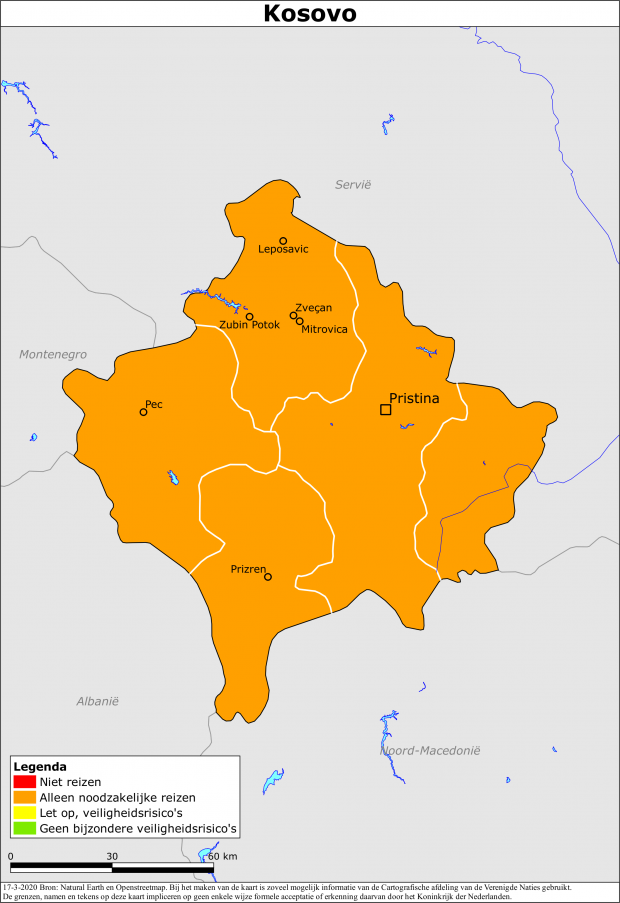 Kosovo
Servië
Leposavic
Zveçan
Zubin Potok
Mitrovica
Montenegro
Pec
Pristina
Prizren
Albanië
Noord-Macedonië
Legenda
Niet reizen
Alleen noodzakelijke reizen
Let op, veiligheidsrisico's
Geen bijzondere veiligheidsrisico's
0 30 60 km
17-3-2020 Bron: Natural Earth en Openstreetmap. Bij het maken van de kaart is zoveel mogelijk informatie van de Cartografische afdeling van de Verenigde Naties gebruikt.
De grenzen, namen en tekens op deze kaart impliceren op geen enkele wijze formele acceptatie of erkenning daarvan door het Koninkrijk der Nederlanden.